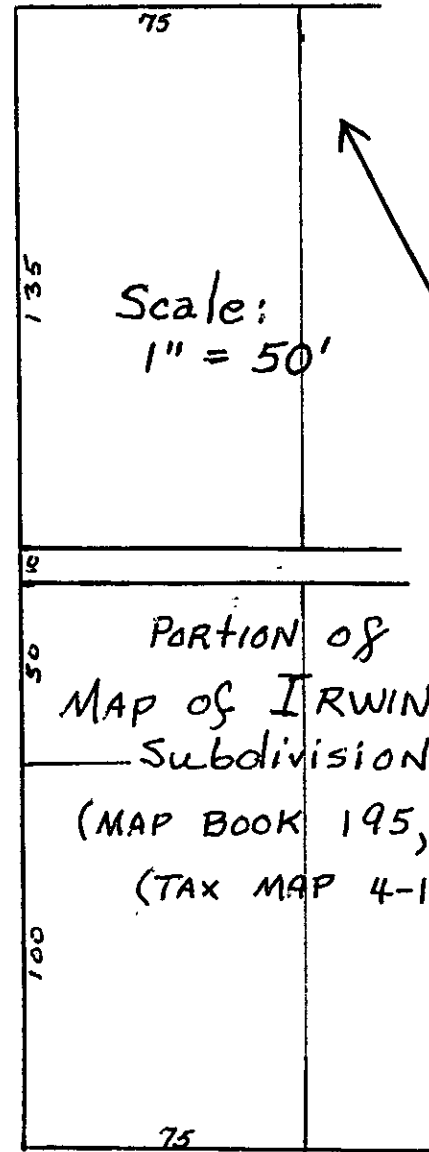 75
135
Scale:
1" = 50'
50
PORTION of
MAP of IRWIN
Subdivision
(MAP BOOK 195,
(TAX MAP 4-1
100
75